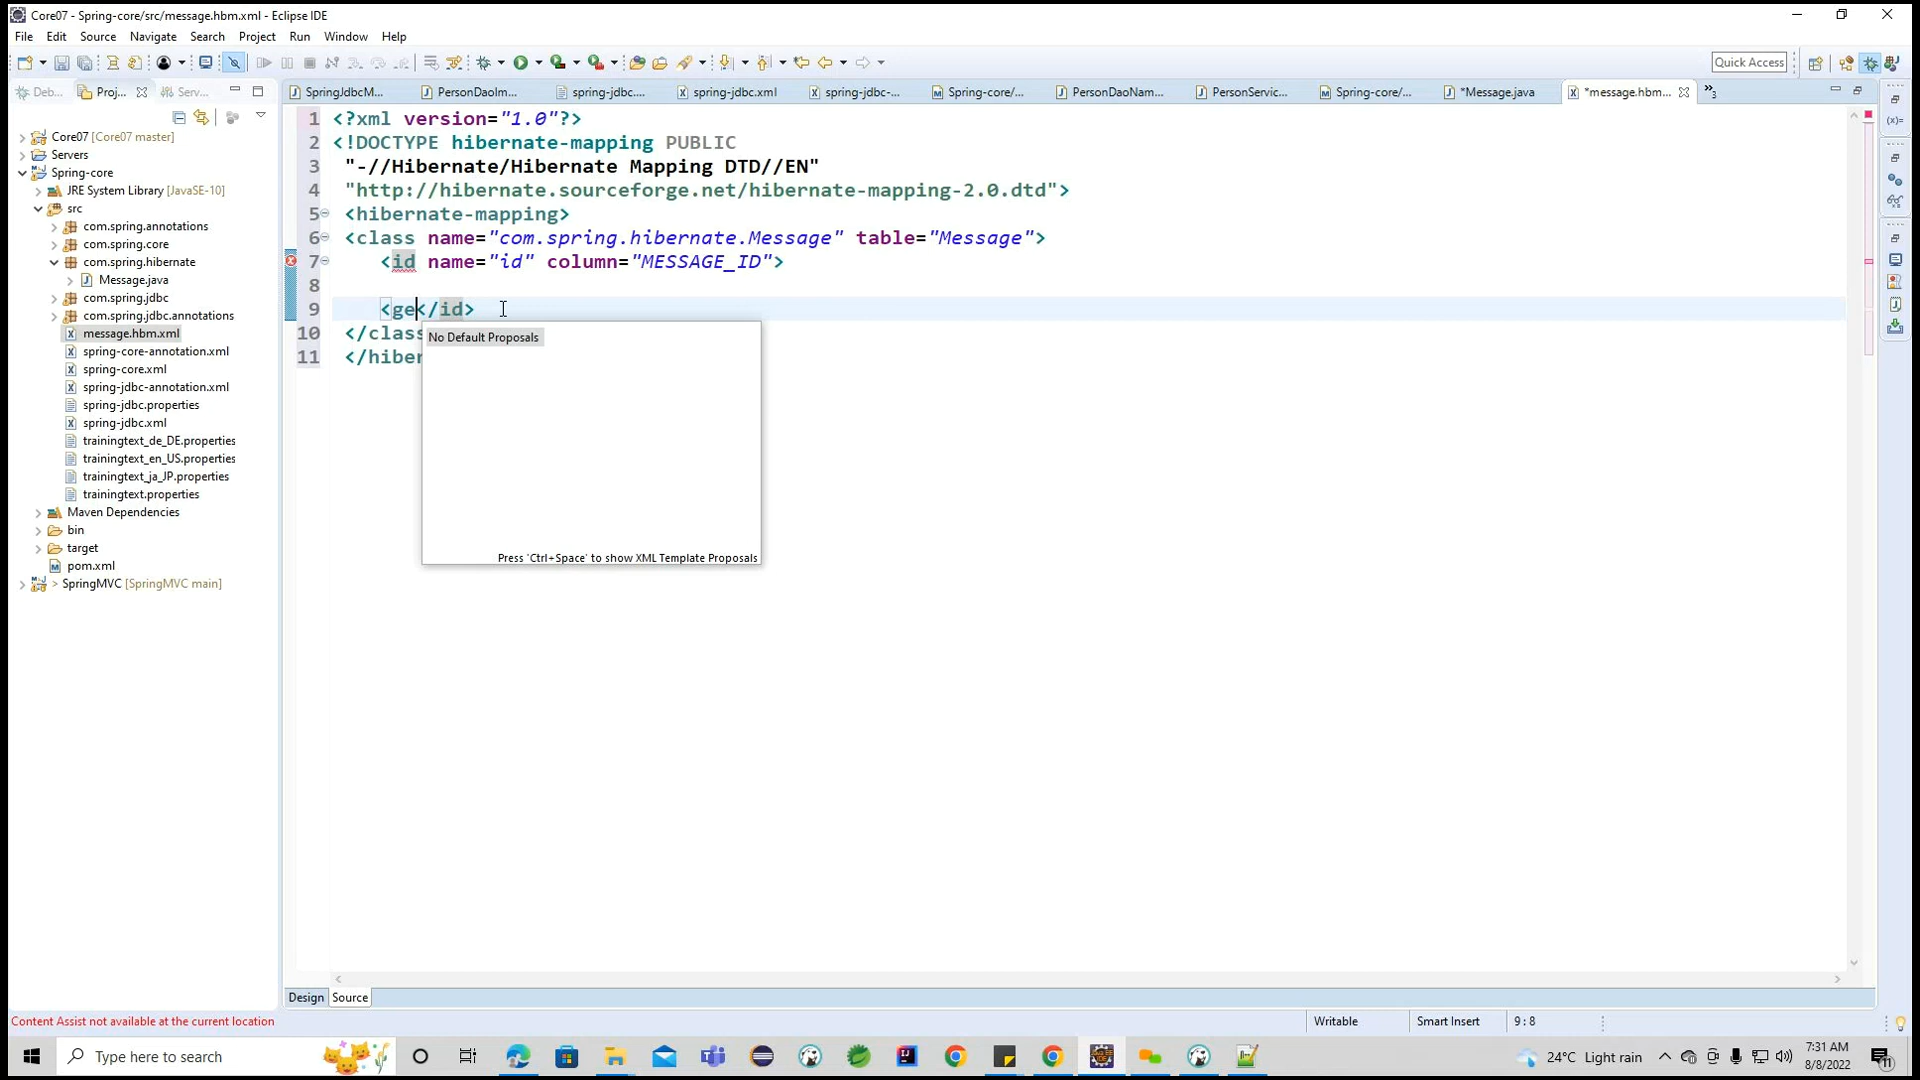 Core07 - Spring-core/src/message.hbm.xml - Eclipse IDE
File Edit Source Navigate Search Project Run Window Help
Quick Access
Deb... Proj... Serv...
SpringJdbcM... PersonDaoIm... spring-jdbc.... spring-jdbc.xml spring-jdbc-... Spring-core/... PersonDaoNam... PersonServic... Spring-core/... *Message.java *message.hbm... »3
Core07 [Core07 master]
Servers
Spring-core
JRE System Library [JavaSE-10]
src
com.spring.annotations
com.spring.core
com.spring.hibernate
Message.java
com.spring.jdbc
com.spring.jdbc.annotations
message.hbm.xml
spring-core-annotation.xml
spring-core.xml
spring-jdbc-annotation.xml
spring-jdbc.properties
spring-jdbc.xml
trainingtext_de_DE.properties
trainingtext_en_US.properties
trainingtext_ja_JP.properties
trainingtext.properties
Maven Dependencies
bin
target
pom.xml
> SpringMVC [SpringMVC main]
1 <?xml version="1.0"?>
2 <!DOCTYPE hibernate-mapping PUBLIC
3 "-//Hibernate/Hibernate Mapping DTD//EN"
4 "http://hibernate.sourceforge.net/hibernate-mapping-2.0.dtd">
5 <hibernate-mapping>
6 <class name="com.spring.hibernate.Message" table="Message">
7 <id name="id" column="MESSAGE_ID">
8
9 <ge</id>
10 </clas
11 </hiber
No Default Proposals
Press 'Ctrl+Space' to show XML Template Proposals
Design Source
Content Assist not available at the current location
Writable Smart Insert 9 : 8
Type here to search
24°C Light rain
7:31 AM
8/8/2022
11